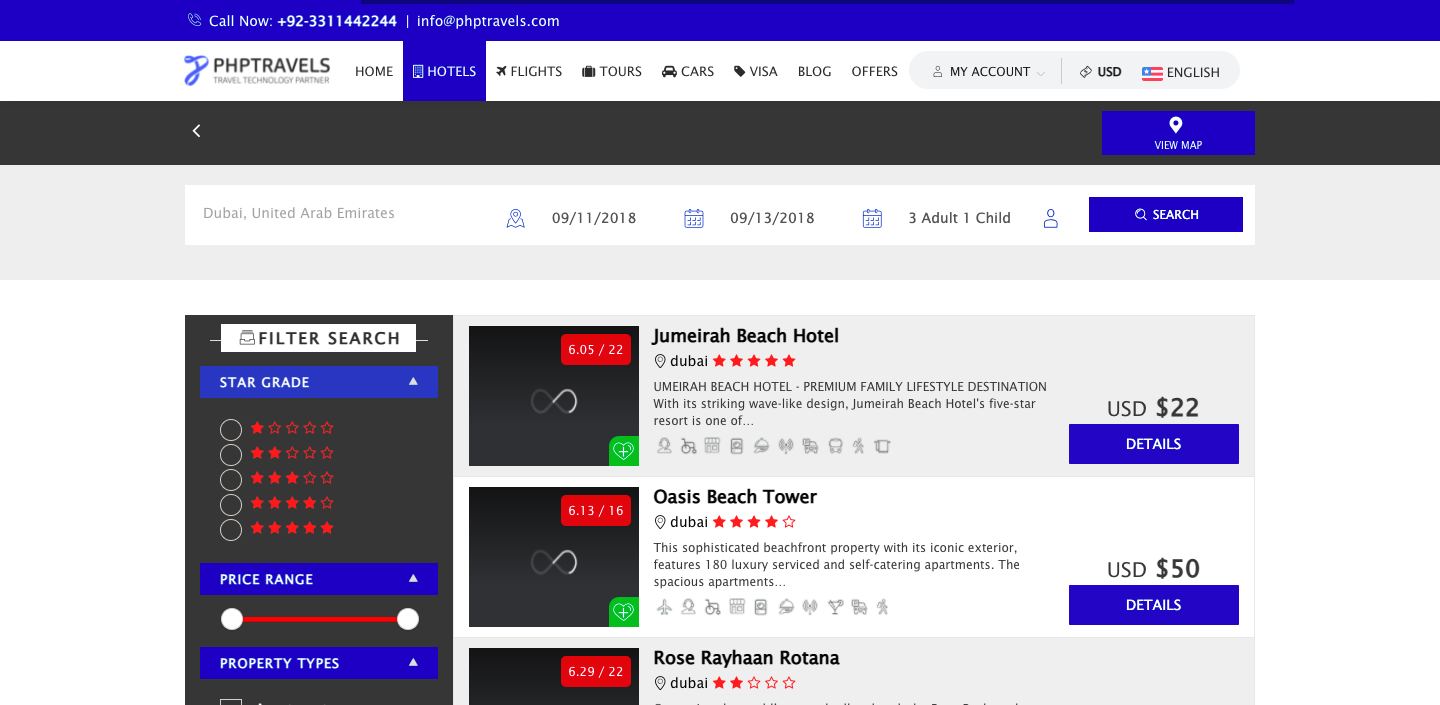 Call Now: +92-3311442244 | info@phptravels.com
PHPTRAVELS
TRAVEL TECHNOLOGY PARTNER
HOME HOTELS FLIGHTS TOURS CARS VISA BLOG OFFERS MY ACCOUNT USD ENGLISH
VIEW MAP
Dubai, United Arab Emirates 09/11/2018 09/13/2018 3 Adult 1 Child SEARCH
FILTER SEARCH
STAR GRADE
PRICE RANGE
PROPERTY TYPES
6.05 / 22
Jumeirah Beach Hotel
dubai
UMEIRAH BEACH HOTEL - PREMIUM FAMILY LIFESTYLE DESTINATION
With its striking wave-like design, Jumeirah Beach Hotel's five-star
resort is one of...
USD $22
DETAILS
6.13 / 16
Oasis Beach Tower
dubai
This sophisticated beachfront property with its iconic exterior,
features 180 luxury serviced and self-catering apartments. The
spacious apartments...
USD $50
DETAILS
6.29 / 22
Rose Rayhaan Rotana
dubai